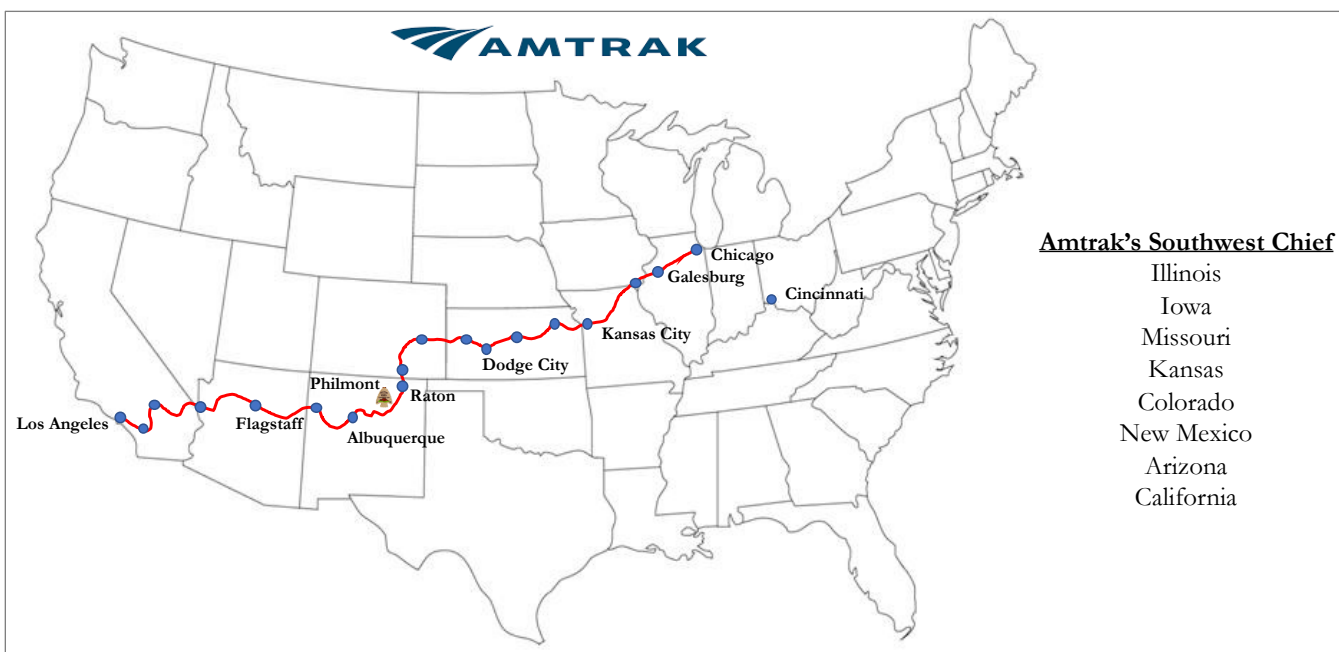 AMTRAK
Chicago
Galesburg
Cincinnati
Kansas City
Dodge City
Philmont
Raton
Los Angeles
Flagstaff
Albuquerque
Amtrak's Southwest Chief
Illinois
Iowa
Missouri
Kansas
Colorado
New Mexico
Arizona
California